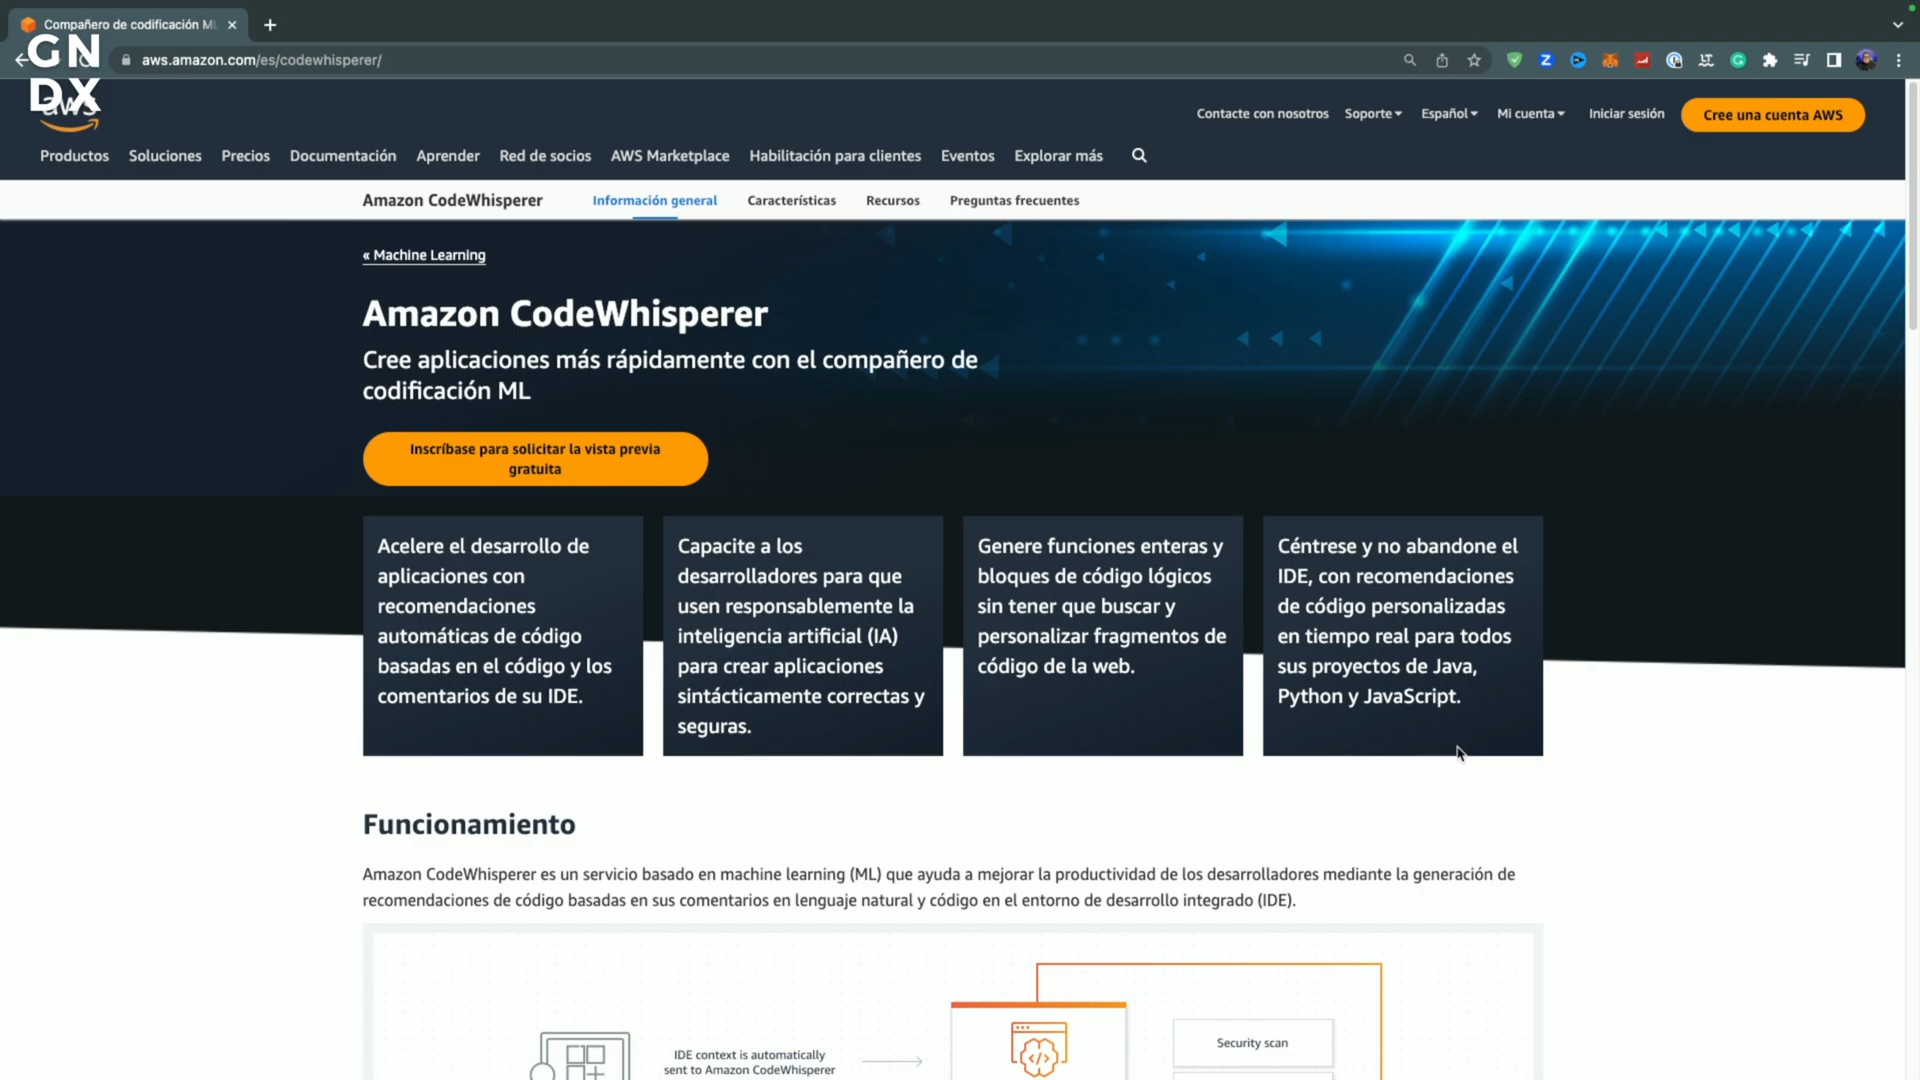 Compañero de codificación ML
GN
DX
aws.amazon.com/es/codewhisperer/
aws
Contacte con nosotros
Soporte
Español
Mi cuenta
Iniciar sesión
Cree una cuenta AWS
Productos
Soluciones
Precios
Documentación
Aprender
Red de socios
AWS Marketplace
Habilitación para clientes
Eventos
Explorar más
Amazon CodeWhisperer
Información general
Características
Recursos
Preguntas frecuentes
« Machine Learning
Amazon CodeWhisperer
Cree aplicaciones más rápidamente con el compañero de
codificación ML
Inscríbase para solicitar la vista previa
gratuita
Acelere el desarrollo de
aplicaciones con
recomendaciones
automáticas de código
basadas en el código y los
comentarios de su IDE.
Capacite a los
desarrolladores para que
usen responsablemente la
inteligencia artificial (IA)
para crear aplicaciones
sintácticamente correctas y
seguras.
Genere funciones enteras y
bloques de código lógicos
sin tener que buscar y
personalizar fragmentos de
código de la web.
Céntrese y no abandone el
IDE, con recomendaciones
de código personalizadas
en tiempo real para todos
sus proyectos de Java,
Python y JavaScript.
Funcionamiento
Amazon CodeWhisperer es un servicio basado en machine learning (ML) que ayuda a mejorar la productividad de los desarrolladores mediante la generación de
recomendaciones de código basadas en sus comentarios en lenguaje natural y código en el entorno de desarrollo integrado (IDE).
IDE context is automatically
sent to Amazon CodeWhisperer
Security scan